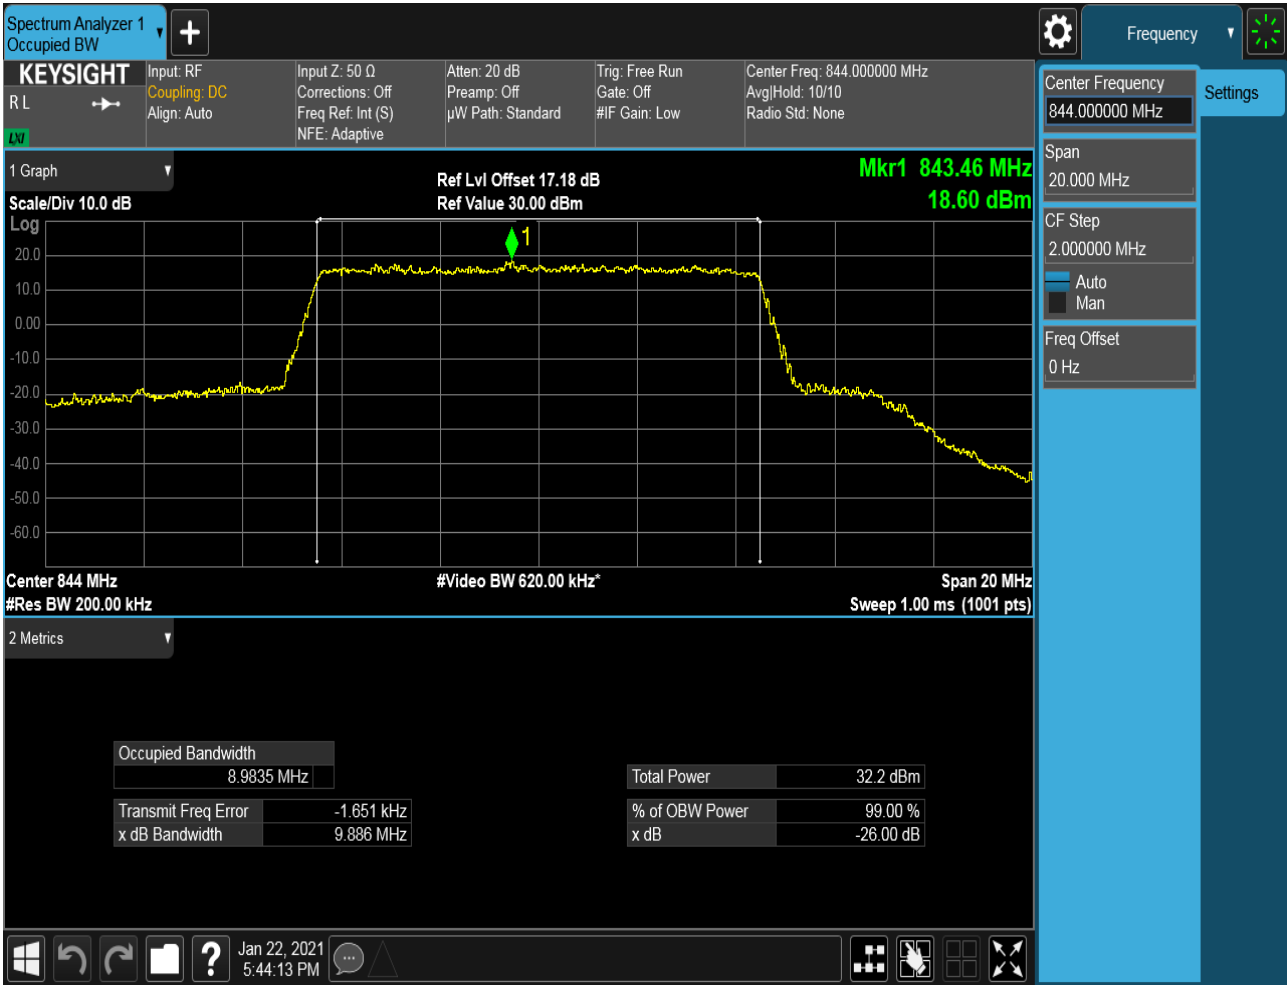 Spectrum Analyzer 1
Occupied BW
Frequency
KEYSIGHT
R L
LXI
Input: RF
Coupling: DC
Align: Auto
Input Z: 50 Ω
Corrections: Off
Freq Ref: Int (S)
NFE: Adaptive
Atten: 20 dB
Preamp: Off
µW Path: Standard
Trig: Free Run
Gate: Off
#IF Gain: Low
Center Freq: 844.000000 MHz
Avg|Hold: 10/10
Radio Std: None
Center Frequency
844.000000 MHz
Settings
Span
20.000 MHz
CF Step
2.000000 MHz
Auto
Man
Freq Offset
0 Hz
1 Graph
Scale/Div 10.0 dB
Ref Lvl Offset 17.18 dB
Ref Value 30.00 dBm
Mkr1 843.46 MHz
18.60 dBm
Log
1
20.0
10.0
0.00
-10.0
-20.0
-30.0
-40.0
-50.0
-60.0
Center 844 MHz
#Video BW 620.00 kHz*
Span 20 MHz
#Res BW 200.00 kHz
Sweep 1.00 ms (1001 pts)
2 Metrics
Occupied Bandwidth
8.9835 MHz
Total Power 32.2 dBm
Transmit Freq Error -1.651 kHz
% of OBW Power 99.00 %
x dB Bandwidth 9.886 MHz
x dB -26.00 dB
?
Jan 22, 2021
5:44:13 PM